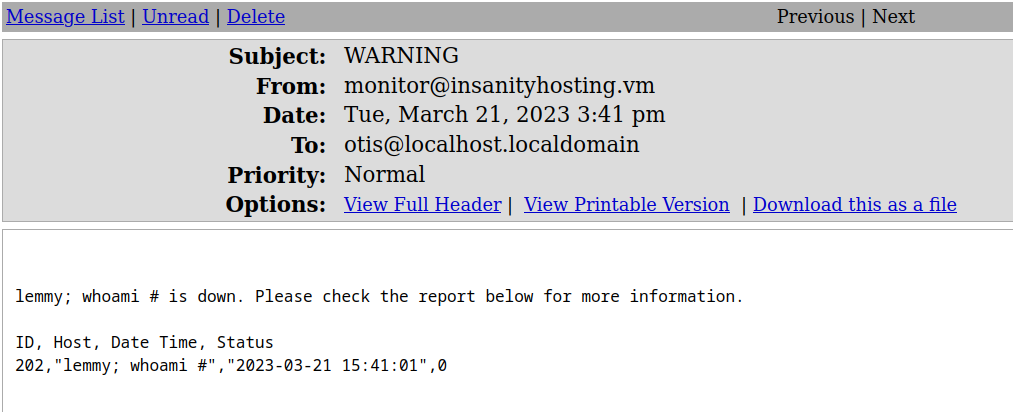 Message List | Unread | Delete Previous | Next
Subject: WARNING
From: monitor@insanityhosting.vm
Date: Tue, March 21, 2023 3:41 pm
To: otis@localhost.localdomain
Priority: Normal
Options: View Full Header | View Printable Version | Download this as a file
lemmy; whoami # is down. Please check the report below for more information.
ID, Host, Date Time, Status
202,"lemmy; whoami #","2023-03-21 15:41:01",0